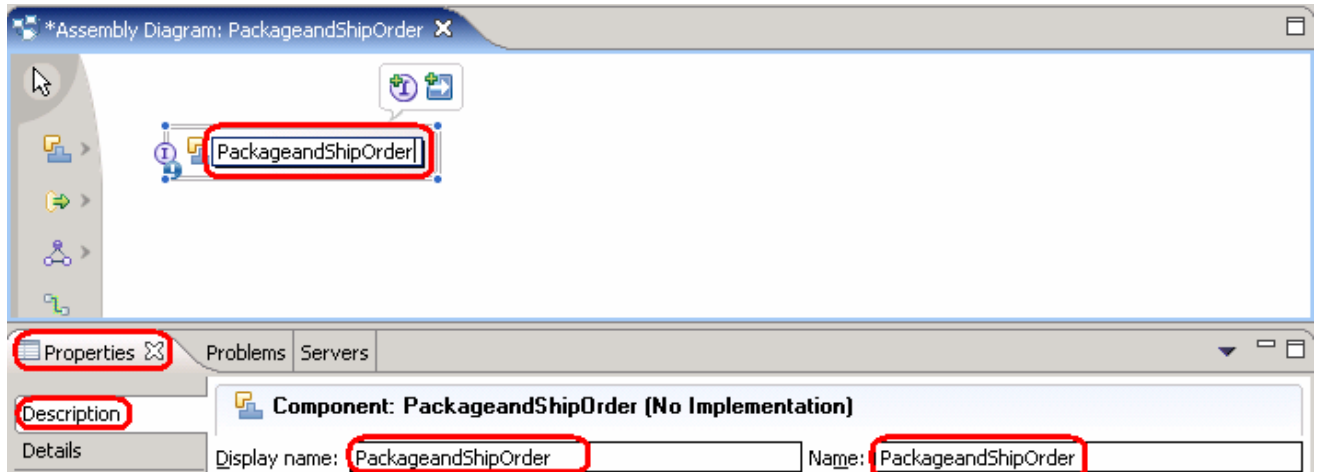 *Assembly Diagram: PackageandShipOrder
PackageandShipOrder
Properties Problems Servers
Description
Component: PackageandShipOrder (No Implementation)
Details
Display name: PackageandShipOrder Name: PackageandShipOrder